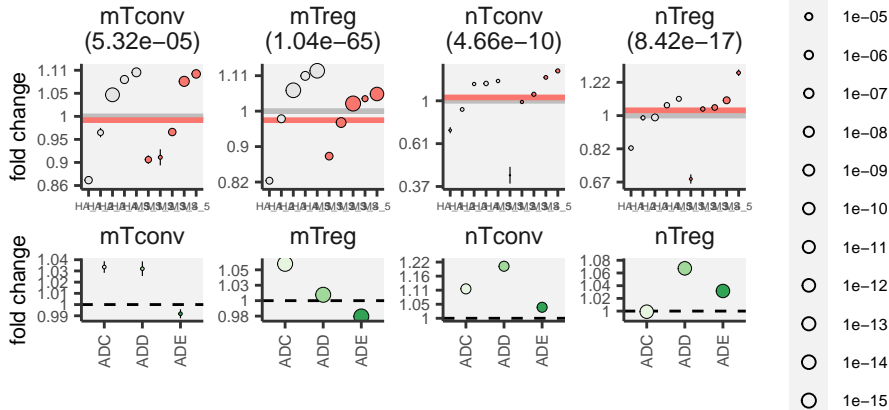 mTconv
(5.32e−05)
mTreg
(1.04e−65)
nTconv
(4.66e−10)
nTreg
(8.42e−17)
fold change
1.11
1.05
1
0.95
0.9
0.86
1.11
1
0.9
0.82
1
0.61
0.37
1.22
1
0.82
0.67
mTconv
mTreg
nTconv
nTreg
fold change
1.04
1.03
1.02
1.01
1
0.99
1.05
1.03
1
0.98
1.22
1.16
1.1
1.05
1
1.08
1.06
1.04
1.02
1
ADC
ADD
ADE
ADC
ADD
ADE
ADC
ADD
ADE
ADC
ADD
ADE
1e−05
1e−06
1e−07
1e−08
1e−09
1e−10
1e−11
1e−12
1e−13
1e−14
1e−15